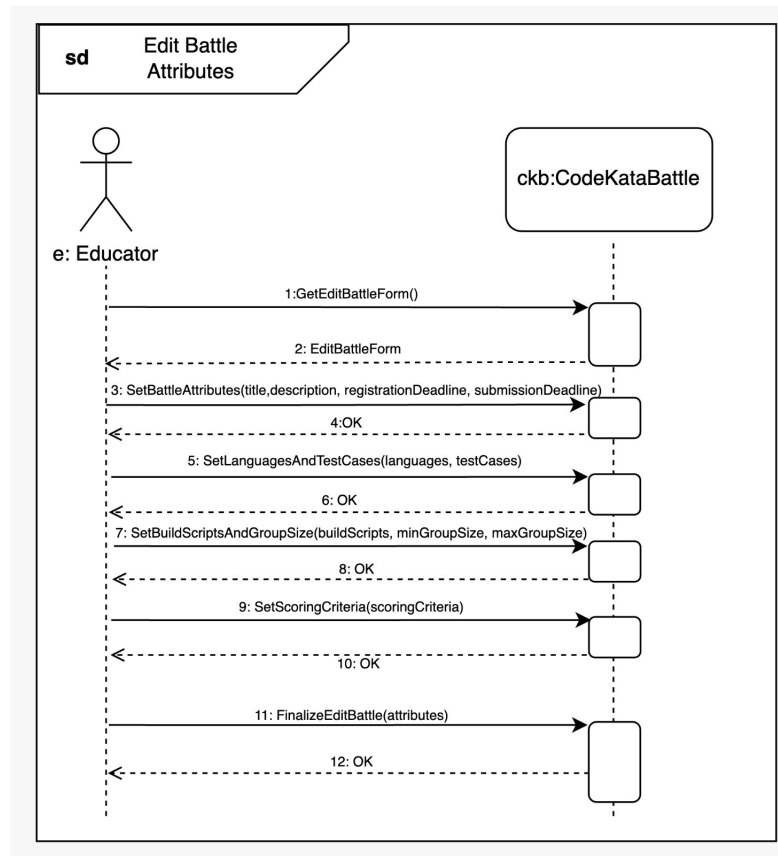 sd
Edit Battle
Attributes
ckb:CodeKataBattle
e: Educator
1:GetEditBattleForm()
2: EditBattleForm
3: SetBattleAttributes(title,description, registrationDeadline, submissionDeadline)
4:OK
5: SetLanguagesAndTestCases(languages, testCases)
6: OK
7: SetBuildScriptsAndGroupSize(buildScripts, minGroupSize, maxGroupSize)
8: OK
9: SetScoringCriteria(scoringCriteria)
10: OK
11: FinalizeEditBattle(attributes)
12: OK